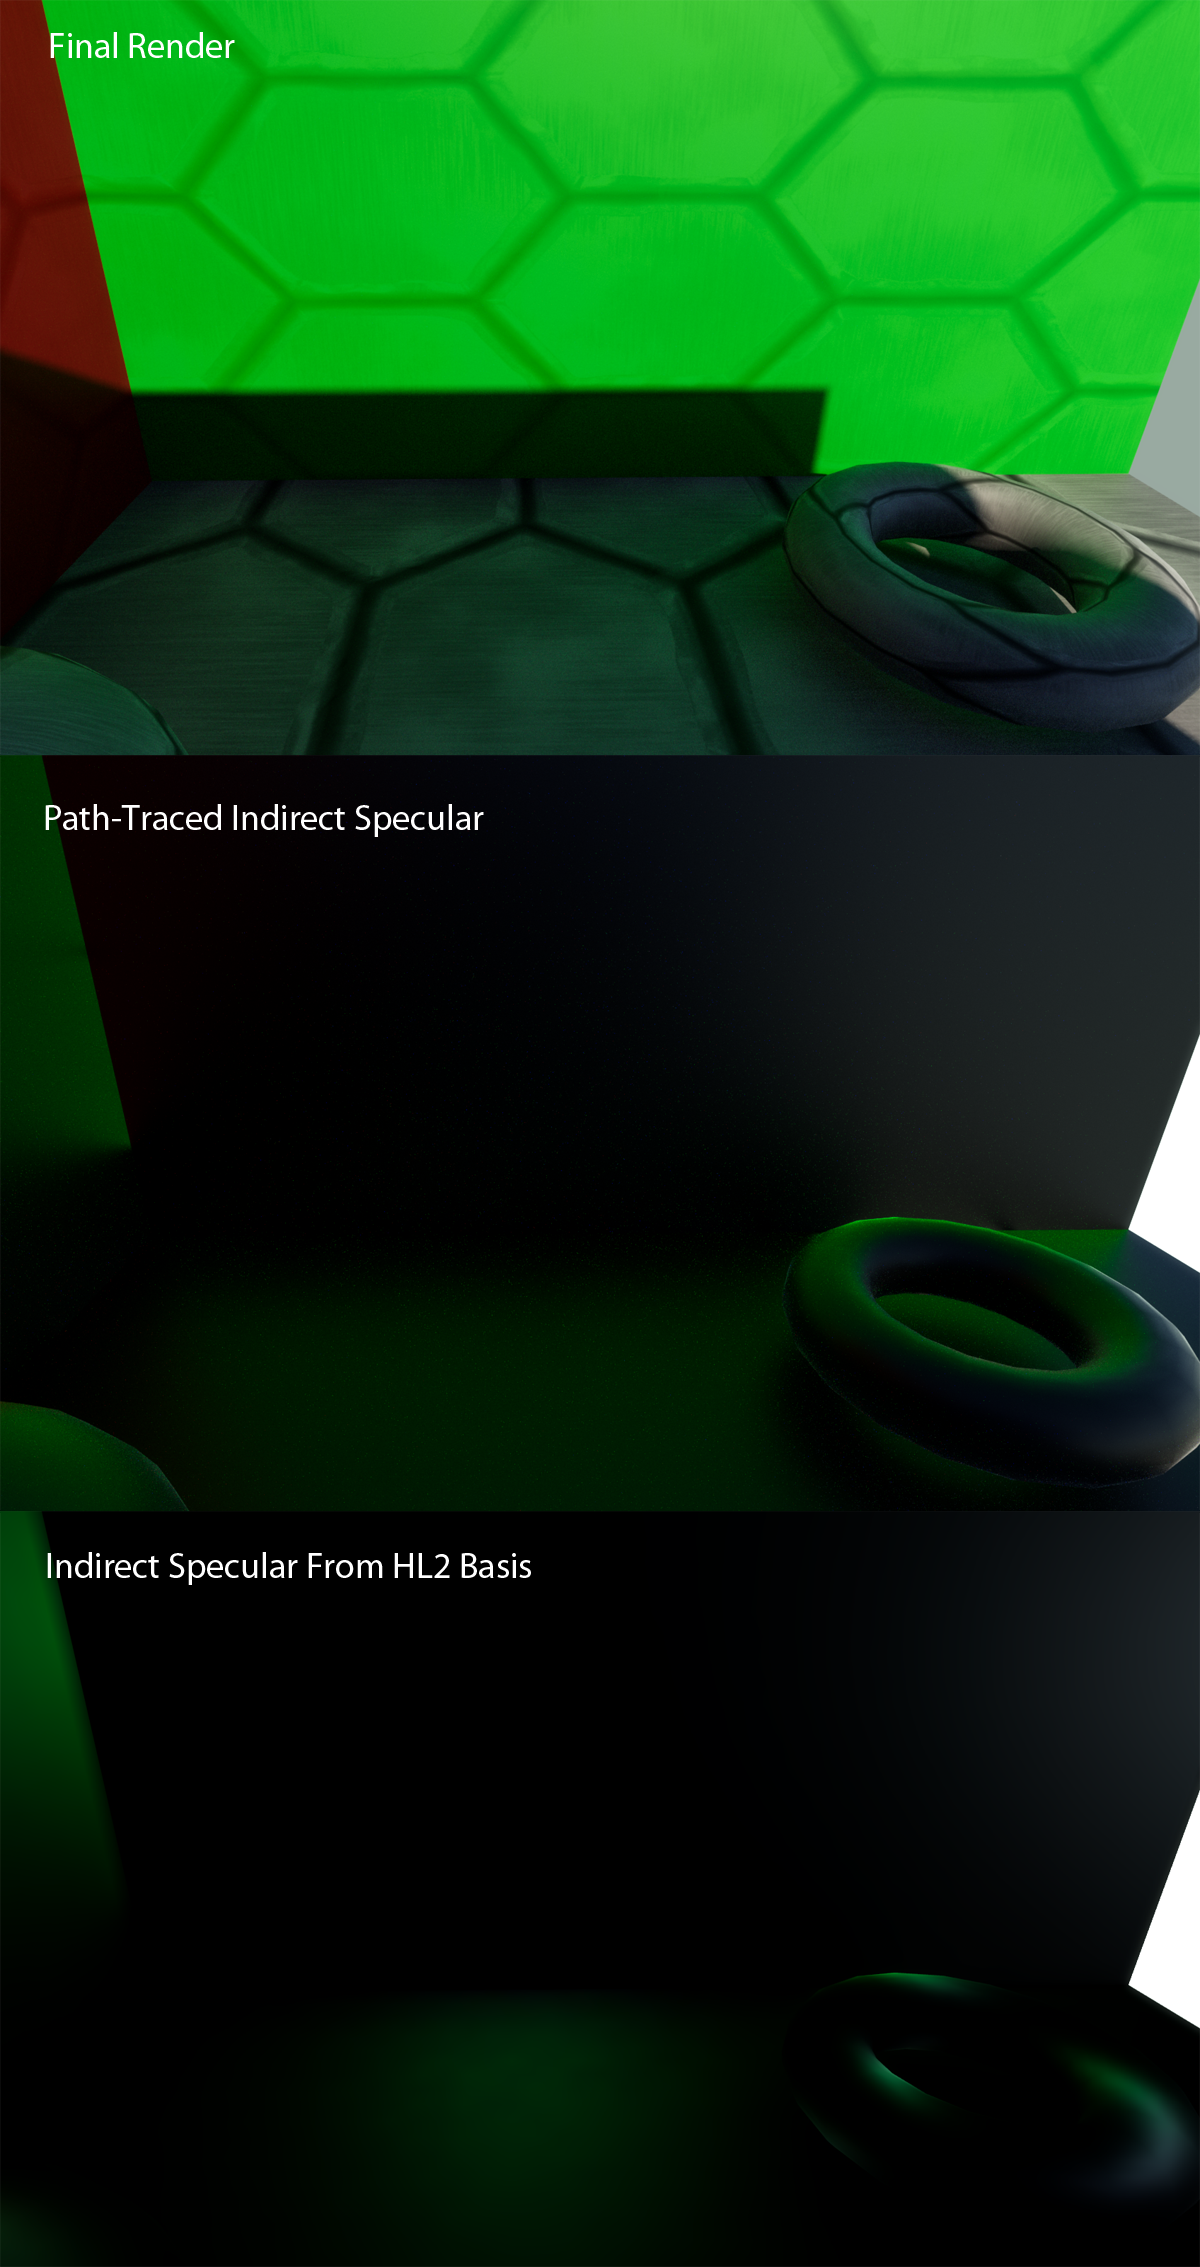 Final Render
Path-Traced Indirect Specular
Indirect Specular From HL2 Basis